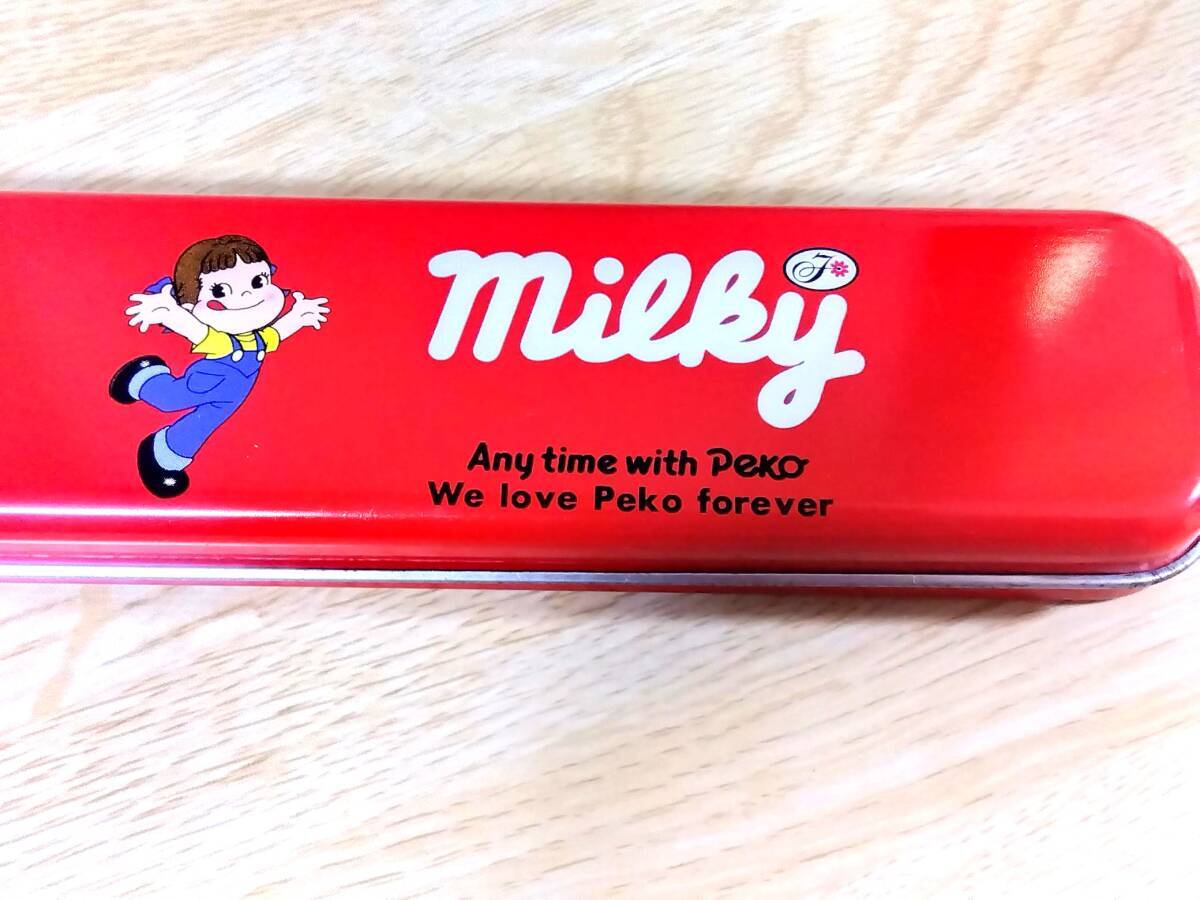 Milky
F
Any time with Peko
We love Peko forever